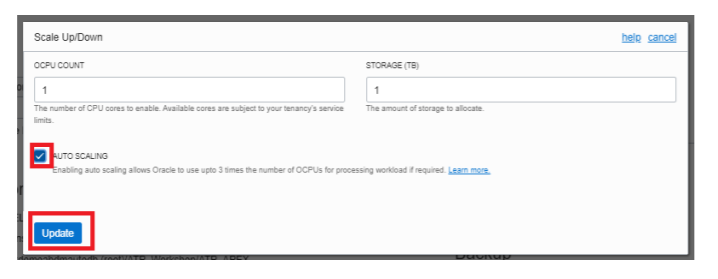 Scale Up/Down
help cancel
OCPU COUNT
STORAGE (TB)
1
1
The number of CPU cores to enable. Available cores are subject to your tenancy's service
limits.
The amount of storage to allocate.
AUTO SCALING
Enabling auto scaling allows Oracle to use upto 3 times the number of OCPUs for processing workload if required. Learn more.
Update